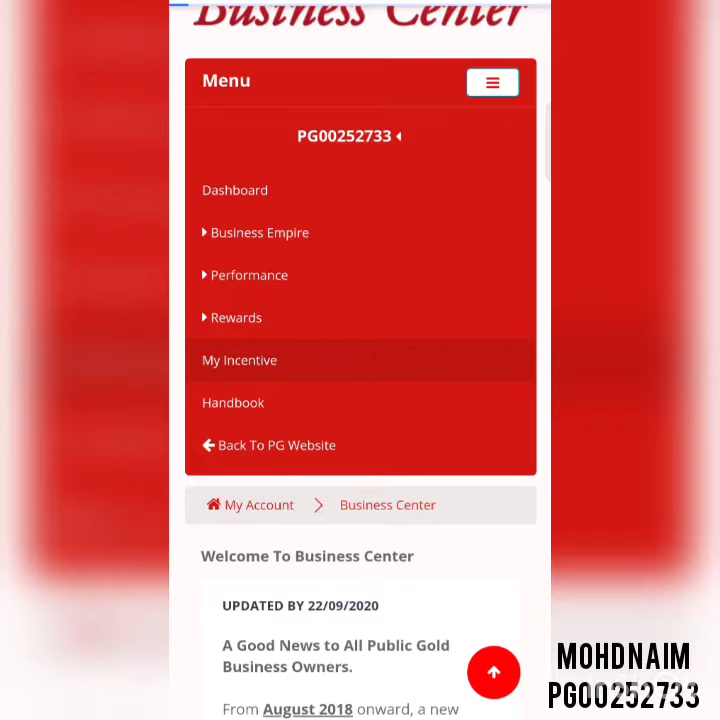 Business Center
Menu
PG00252733
Dashboard
Business Empire
Performance
Rewards
My Incentive
Handbook
Back To PG Website
My Account
Business Center
Welcome To Business Center
UPDATED BY 22/09/2020
A Good News to All Public Gold
Business Owners.
From August 2018 onward, a new
MOHDNAIM
PG00252733